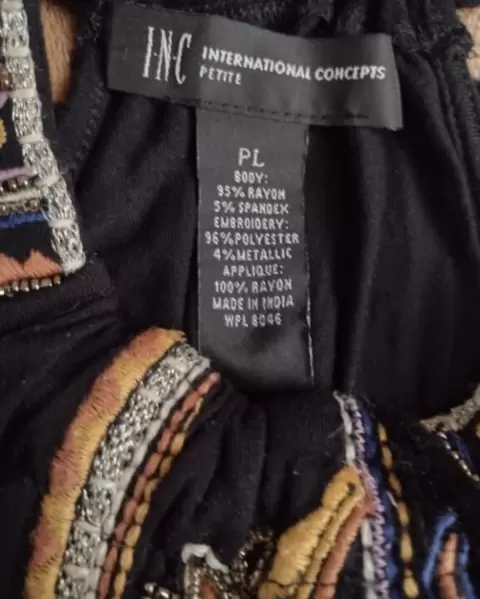 I·N·C INTERNATIONAL CONCEPTS
PETITE
PL
BODY:
95% RAYON
5% SPANDEX
EMBROIDERY:
96%POLYESTER
4%METALLIC
APPLIQUE:
100% RAYON
MADE IN INDIA
WPL 8046